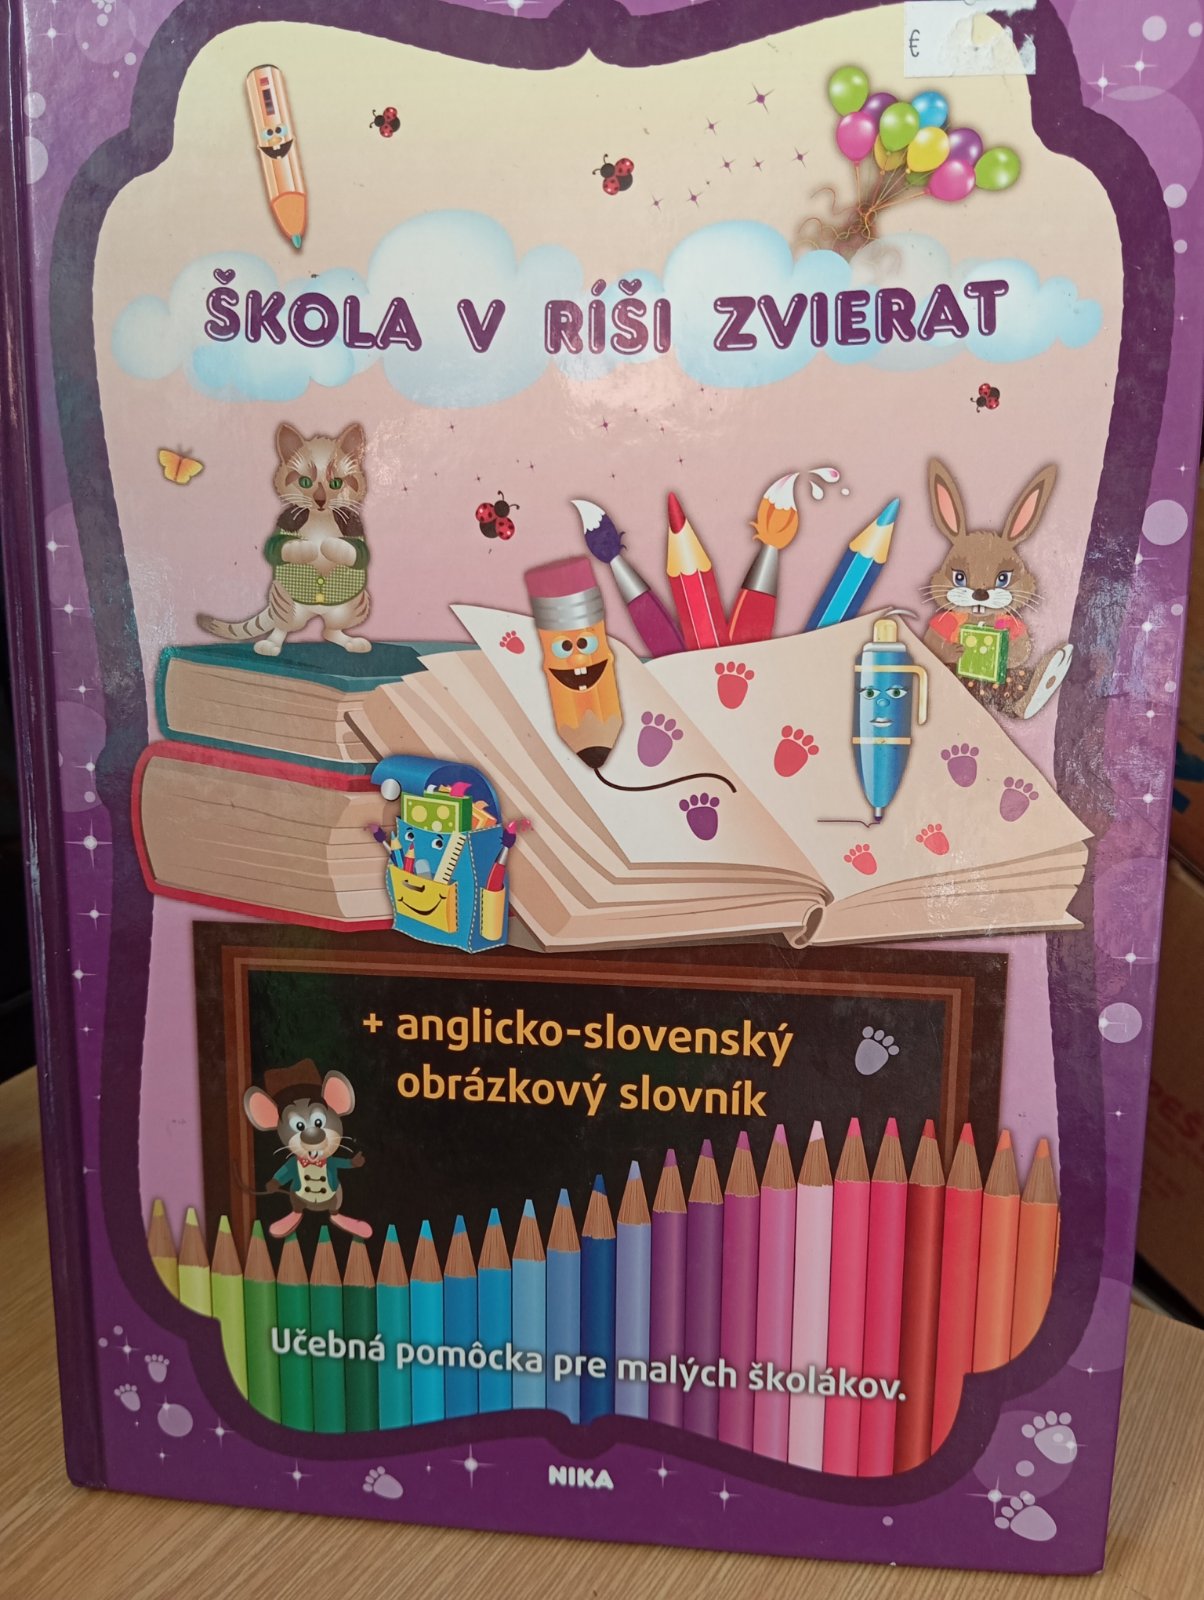 €
ŠKOLA V RÍŠI ZVIERAT
+ anglicko-slovenský
obrázkový slovník
Učebná pomôcka pre malých školákov.
NIKA